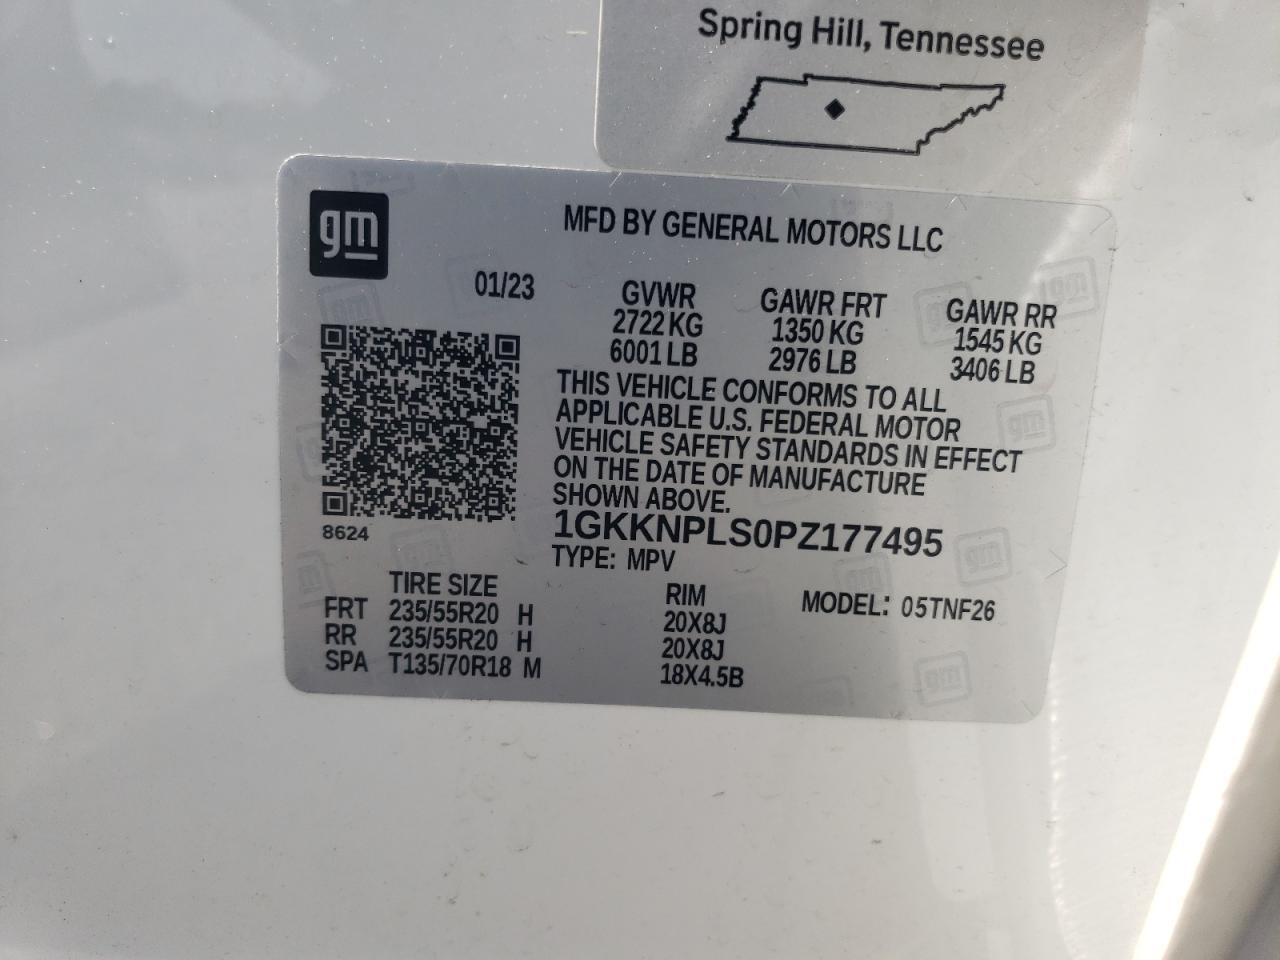 Spring Hill, Tennessee
gm
MFD BY GENERAL MOTORS LLC
01/23
GVWR
2722 KG
6001 LB
GAWR FRT
1350 KG
2976 LB
GAWR RR
1545 KG
3406 LB
THIS VEHICLE CONFORMS TO ALL
APPLICABLE U.S. FEDERAL MOTOR
VEHICLE SAFETY STANDARDS IN EFFECT
ON THE DATE OF MANUFACTURE
SHOWN ABOVE.
1GKKNPLS0PZ177495
TYPE: MPV
8624
TIRE SIZE RIM MODEL: 05TNF26
FRT 235/55R20 H 20X8J
RR 235/55R20 H 20X8J
SPA T135/70R18 M 18X4.5B